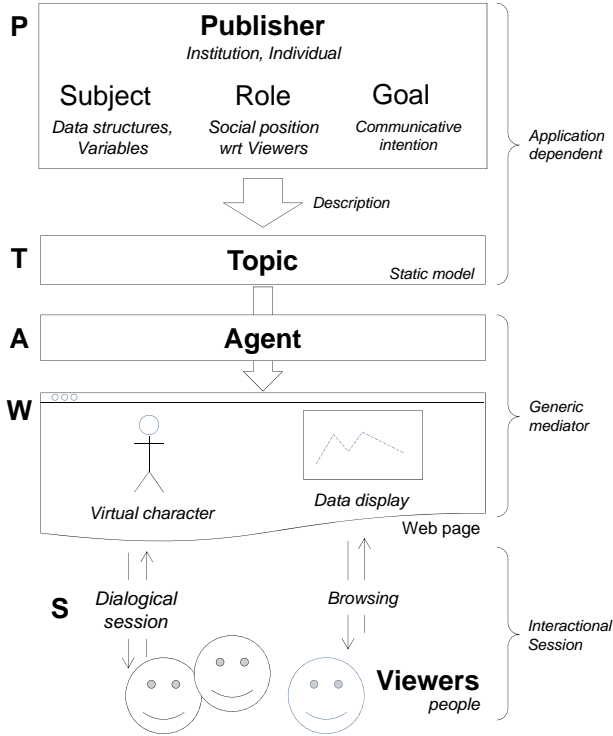 P
Publisher
Institution, Individual
Subject
Role
Goal
Data structures,
Variables
Social position
wrt Viewers
Communicative
intention
Application
dependent
Description
T
Topic
Static model
A
Agent
W
Generic
mediator
Virtual character
Data display
Web page
S
Dialogical
session
Browsing
Interactional
Session
Viewers
people